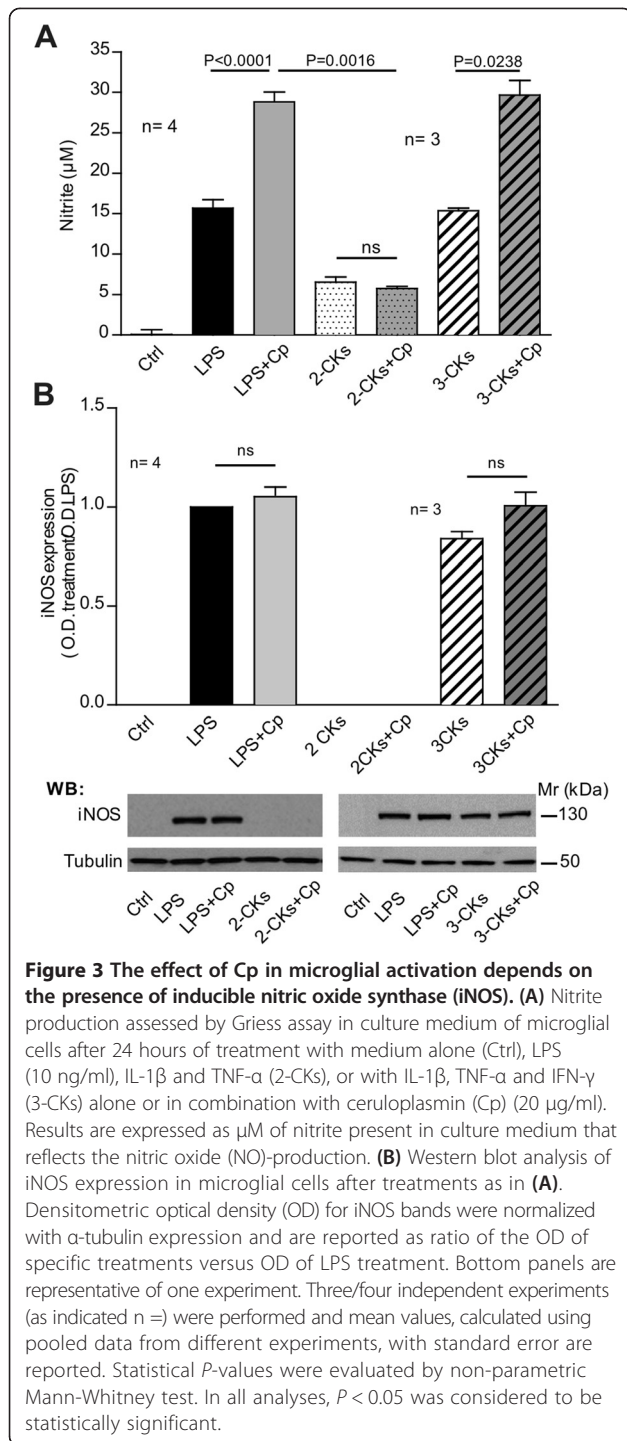 A
P<0.0001
P=0.0016
P=0.0238
35
30
25
20
15
10
5
0
Nitrite (µM)
n= 4
n= 3
ns
Ctrl
LPS
LPS+Cp
2-CKs
2-CKs+Cp
3-CKs
3-CKs+Cp
B
1.5
1.0
0.5
0.0
iNOS expression
( O.D. treatment/O.D.LPS)
n= 4
ns
n= 3
ns
Ctrl
LPS
LPS+Cp
2 CKs
2CKs+Cp
3CKs
3CKs+Cp
WB:
Mr (kDa)
iNOS
130
Tubulin
50
Ctrl
LPS
LPS+Cp
2-CKs
2-CKs+Cp
Ctrl
LPS
LPS+Cp
3-CKs
3-CKs+Cp
Figure 3 The effect of Cp in microglial activation depends on
the presence of inducible nitric oxide synthase (iNOS). (A) Nitrite
production assessed by Griess assay in culture medium of microglial
cells after 24 hours of treatment with medium alone (Ctrl), LPS
(10 ng/ml), IL-1β and TNF-α (2-CKs), or with IL-1β, TNF-α and IFN-γ
(3-CKs) alone or in combination with ceruloplasmin (Cp) (20 µg/ml).
Results are expressed as µM of nitrite present in culture medium that
reflects the nitric oxide (NO)-production. (B) Western blot analysis of
iNOS expression in microglial cells after treatments as in (A).
Densitometric optical density (OD) for iNOS bands were normalized
with α-tubulin expression and are reported as ratio of the OD of
specific treatments versus OD of LPS treatment. Bottom panels are
representative of one experiment. Three/four independent experiments
(as indicated n =) were performed and mean values, calculated using
pooled data from different experiments, with standard error are
reported. Statistical P-values were evaluated by non-parametric
Mann-Whitney test. In all analyses, P < 0.05 was considered to be
statistically significant.